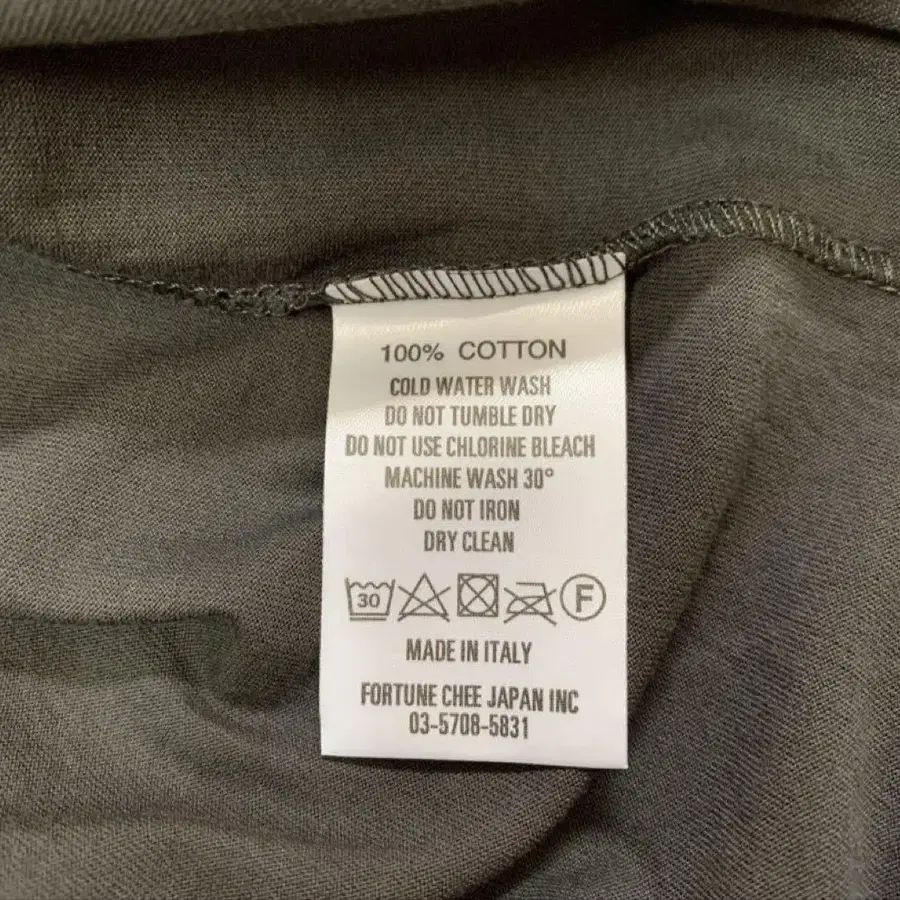 100% COTTON
COLD WATER WASH
DO NOT TUMBLE DRY
DO NOT USE CHLORINE BLEACH
MACHINE WASH 30°
DO NOT IRON
DRY CLEAN
30 F
MADE IN ITALY
FORTUNE CHEE JAPAN INC
03-5708-5831